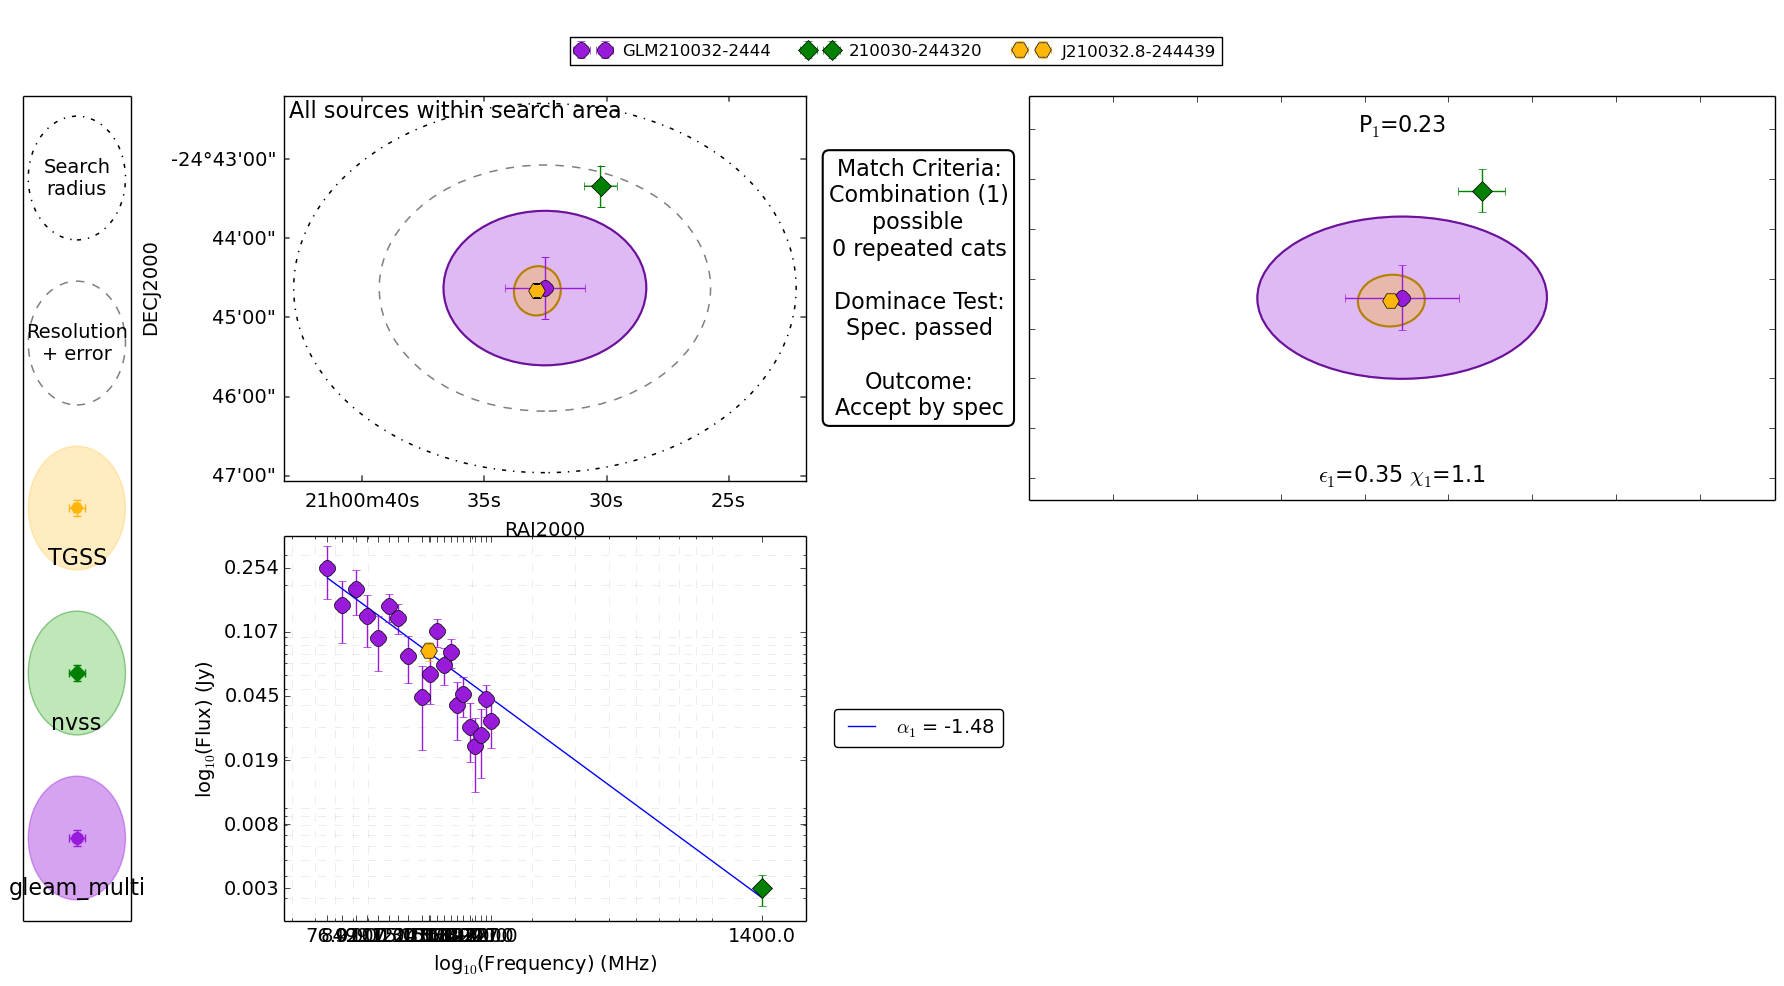 GLM210032-2444 210030-244320 J210032.8-244439
Search
radius
Resolution
+ error
TGSS
nvss
gleam_multi
All sources within search area
DECJ2000
-24°43'00"
44'00"
45'00"
46'00"
47'00"
21h00m40s 35s 30s 25s
RAJ2000
Match Criteria:
Combination (1)
possible
0 repeated cats
Dominace Test:
Spec. passed
Outcome:
Accept by spec
P1=0.23
ϵ1=0.35 χ1=1.1
log10(Flux) (Jy)
0.254
0.107
0.045
0.019
0.008
0.003
1400.0
log10(Frequency) (MHz)
α1 = -1.48